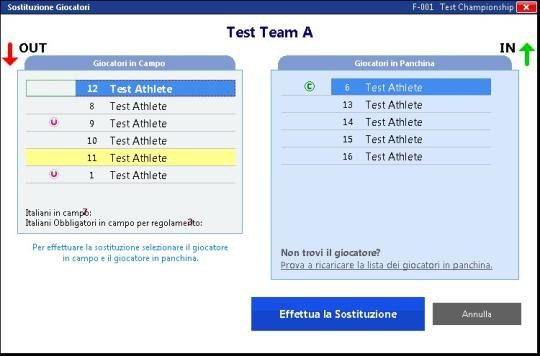 Sostituzione Giocatori
F-001 Test Championship
Test Team A
OUT
IN
Giocatori in Campo
12 Test Athlete
8 Test Athlete
U 9 Test Athlete
10 Test Athlete
11 Test Athlete
U 1 Test Athlete
Italiani in campo: 7
Italiani Obbligatori in campo per regolamento: 3
Per effettuare la sostituzione selezionare il giocatore
in campo e il giocatore in panchina.
Giocatori in Panchina
C 6 Test Athlete
13 Test Athlete
14 Test Athlete
15 Test Athlete
16 Test Athlete
Non trovi il giocatore?
Prova a ricaricare la lista dei giocatori in panchina.
Effettua la Sostituzione
Annulla